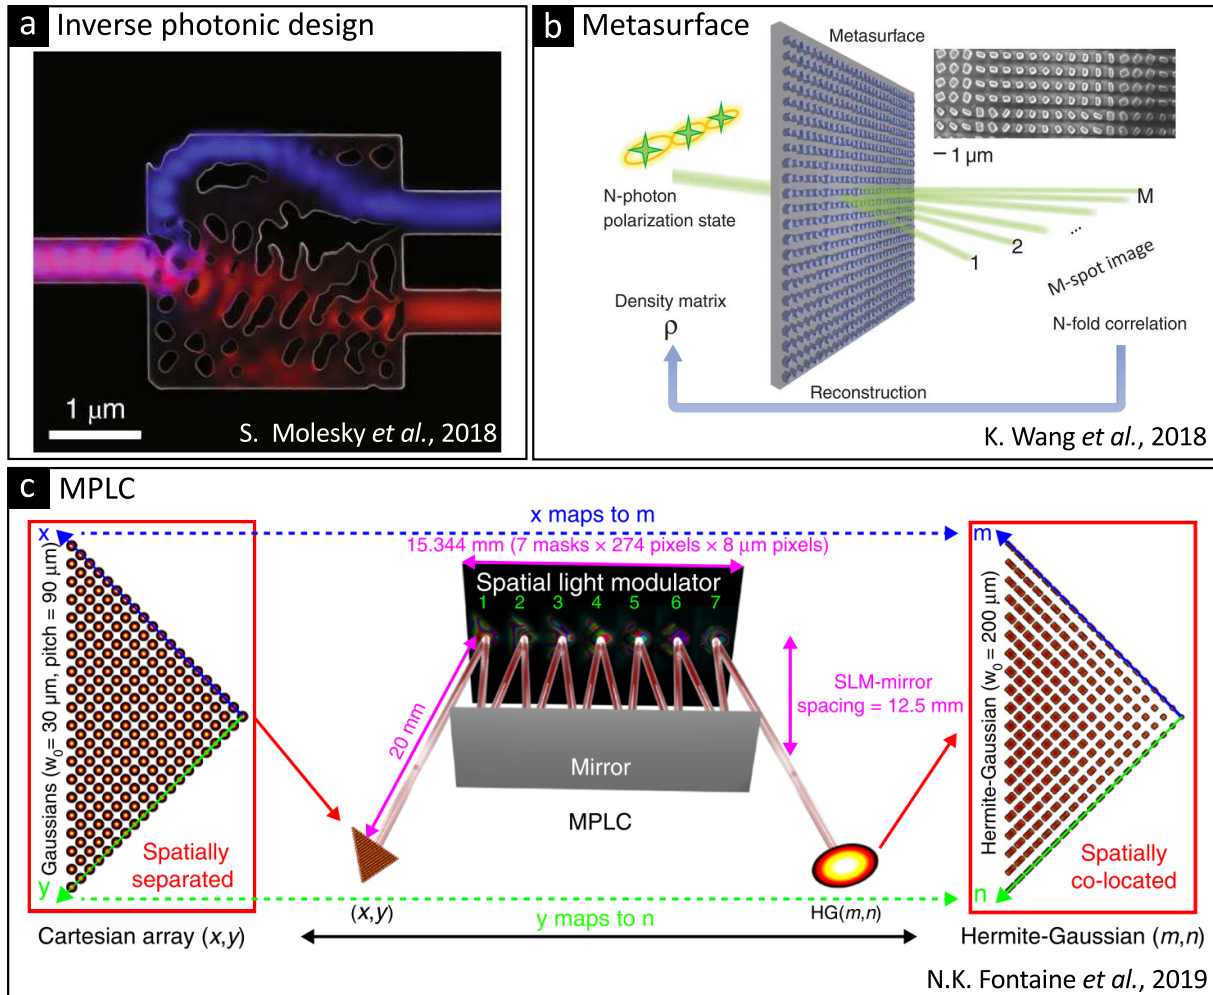 a Inverse photonic design
1 μm
S. Molesky et al., 2018
b Metasurface
Metasurface
1 μm
N-photon
polarization state
M
...
2
1
M-spot image
Density matrix
ρ
N-fold correlation
Reconstruction
K. Wang et al., 2018
c MPLC
x maps to m
15.344 mm (7 masks × 274 pixels × 8 μm pixels)
x
y
Gaussians (w0= 30 μm, pitch = 90 μm)
Spatially
separated
Cartesian array (x,y)
Spatial light modulator
1 2 3 4 5 6 7
20 mm
SLM-mirror
spacing = 12.5 mm
Mirror
MPLC
(x,y)
HG(m,n)
y maps to n
m
n
Hermite-Gaussian (w0= 200 μm)
Spatially
co-located
Hermite-Gaussian (m,n)
N.K. Fontaine et al., 2019